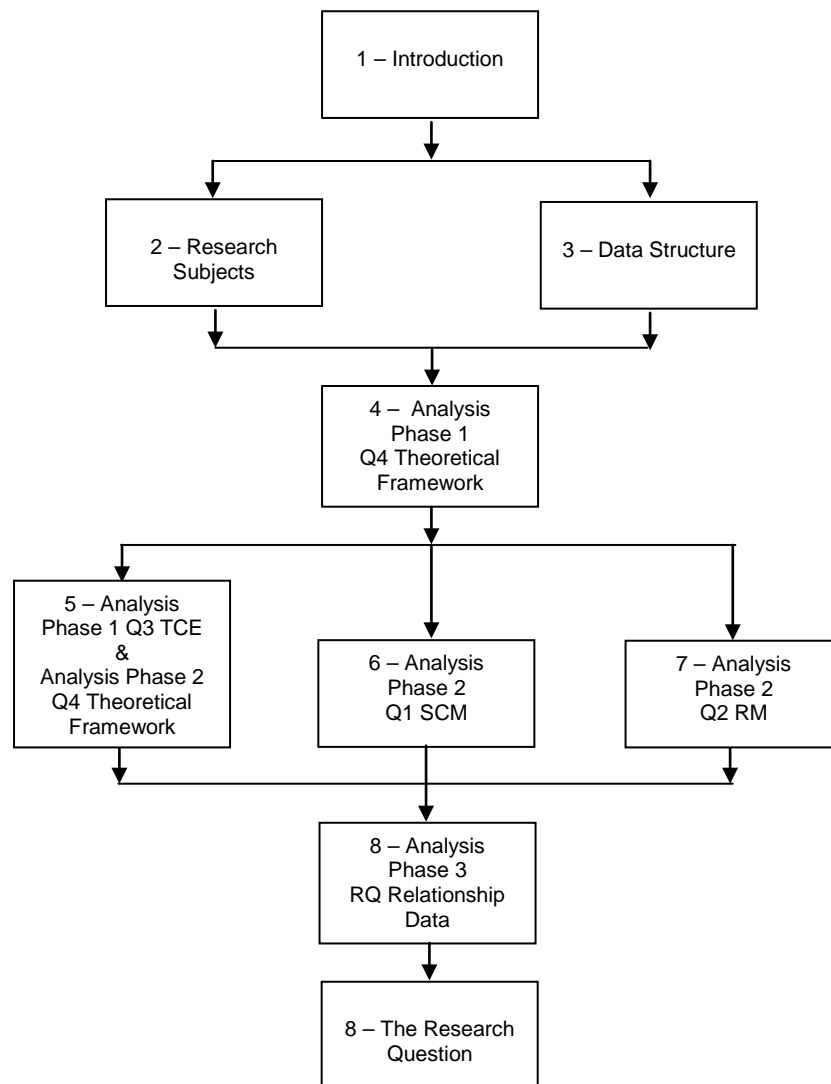 1 – Introduction
2 – Research
Subjects
3 – Data Structure
4 – Analysis
Phase 1
Q4 Theoretical
Framework
5 – Analysis
Phase 1 Q3 TCE
&
Analysis Phase 2
Q4 Theoretical
Framework
6 – Analysis
Phase 2
Q1 SCM
7 – Analysis
Phase 2
Q2 RM
8 – Analysis
Phase 3
RQ Relationship
Data
8 – The Research
Question